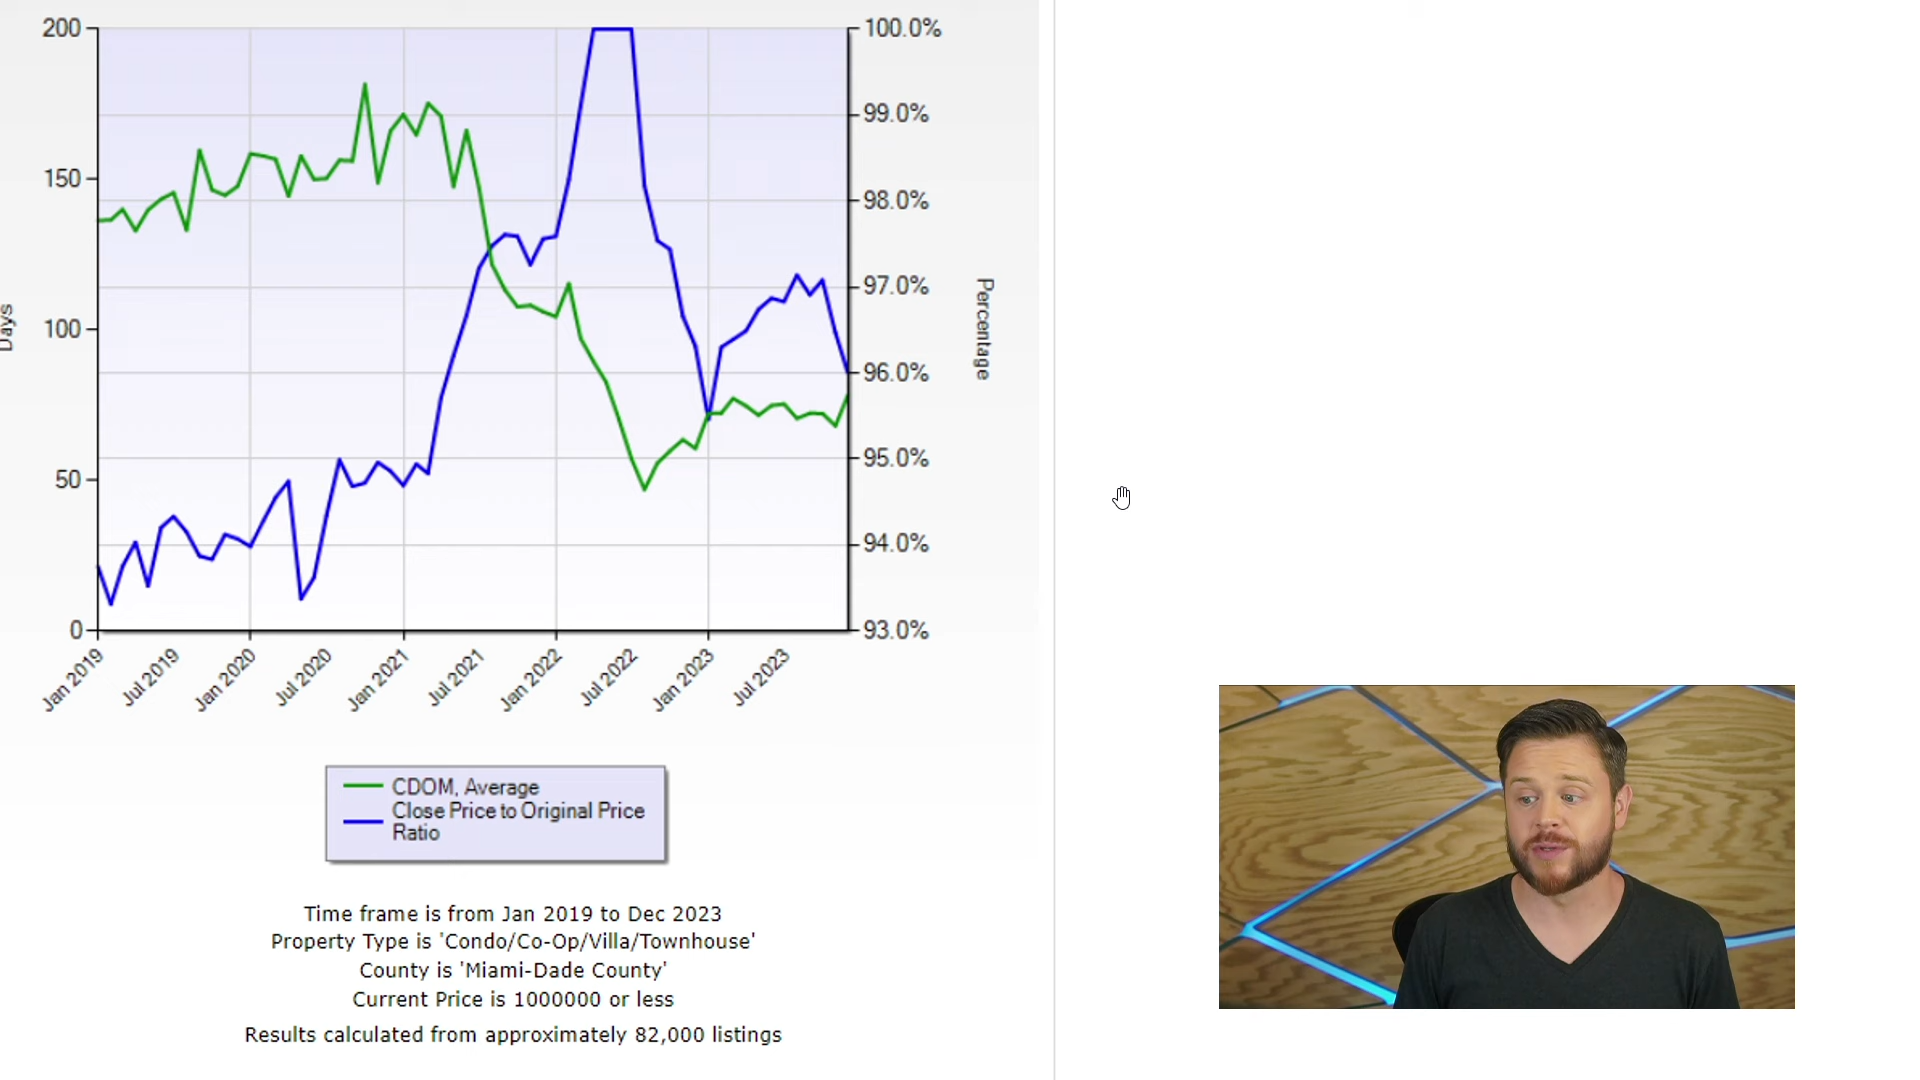 200
150
100
50
0
Days
100.0%
99.0%
98.0%
97.0%
96.0%
95.0%
94.0%
93.0%
Percentage
Jan 2019
Jul 2019
Jan 2020
Jul 2020
Jan 2021
Jul 2021
Jan 2022
Jul 2022
Jan 2023
Jul 2023
CDOM, Average
Close Price to Original Price
Ratio
Time frame is from Jan 2019 to Dec 2023
Property Type is 'Condo/Co-Op/Villa/Townhouse'
County is 'Miami-Dade County'
Current Price is 1000000 or less
Results calculated from approximately 82,000 listings